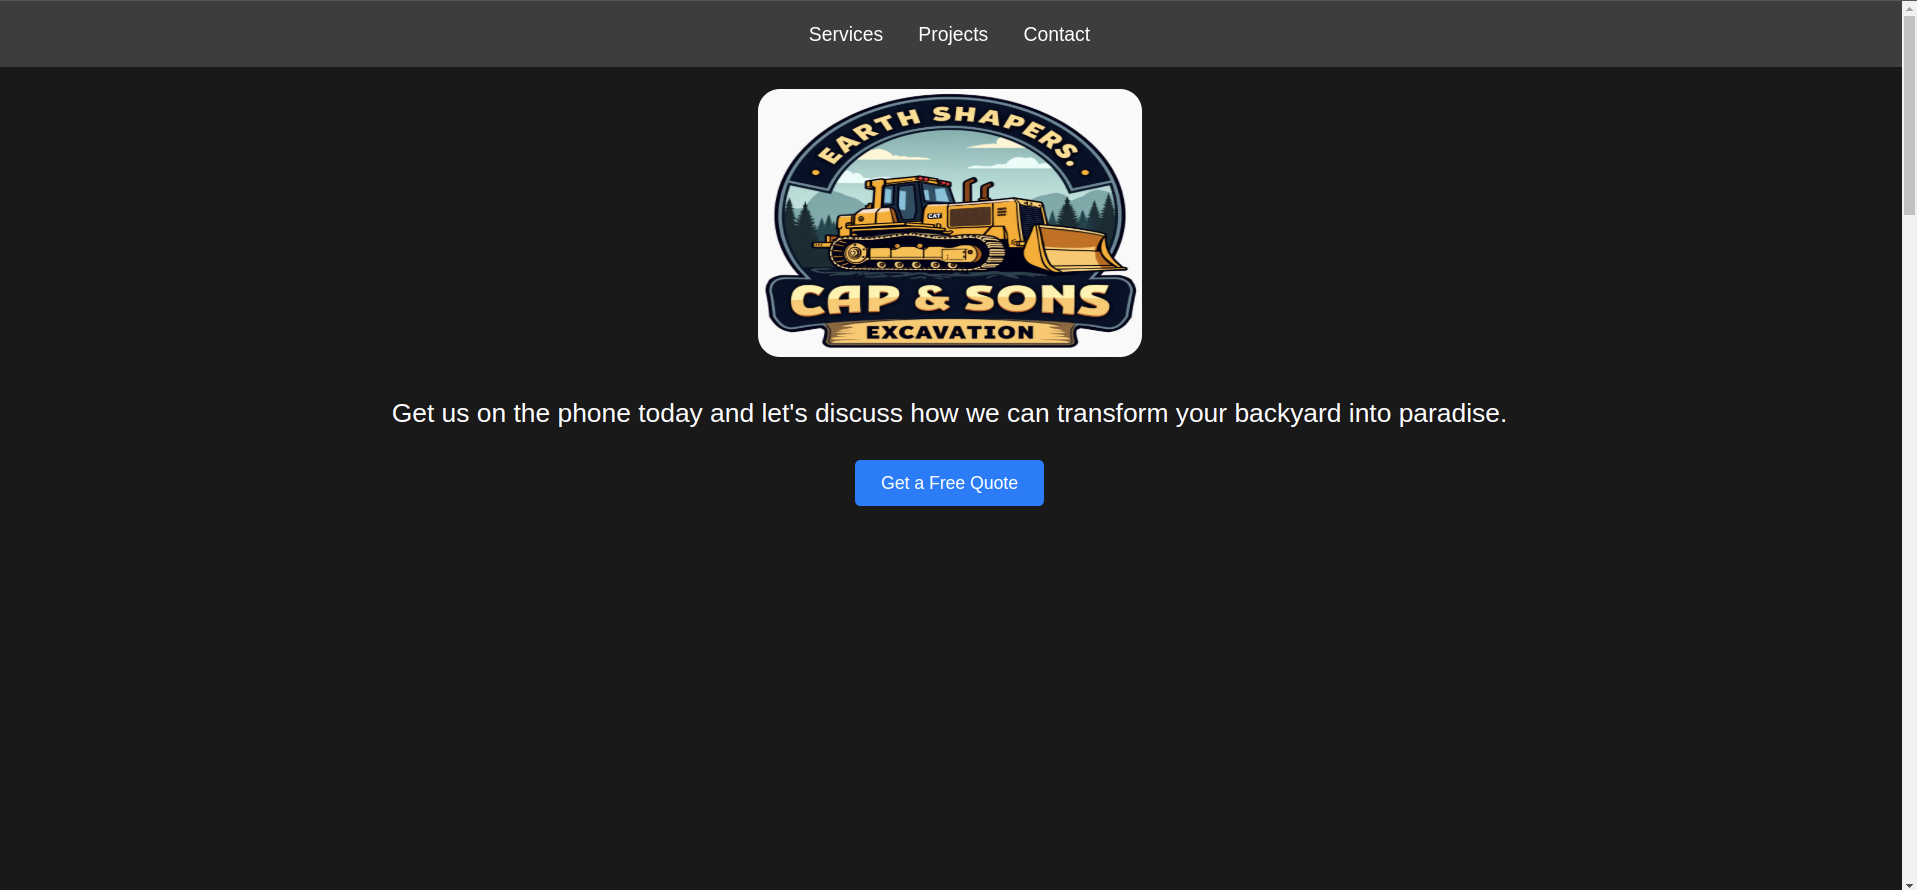 Services Projects Contact
EARTH SHAPERS.
CAT
CAP & SONS
EXCAVATION
Get us on the phone today and let's discuss how we can transform your backyard into paradise.
Get a Free Quote